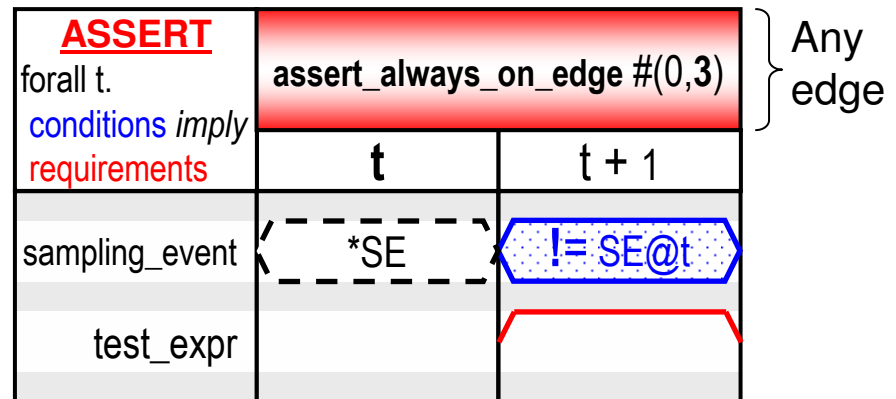 ASSERT
forall t.
conditions imply
requirements
assert_always_on_edge #(0,3)
Any
edge
t
t + 1
sampling_event
*SE
!= SE@t
test_expr